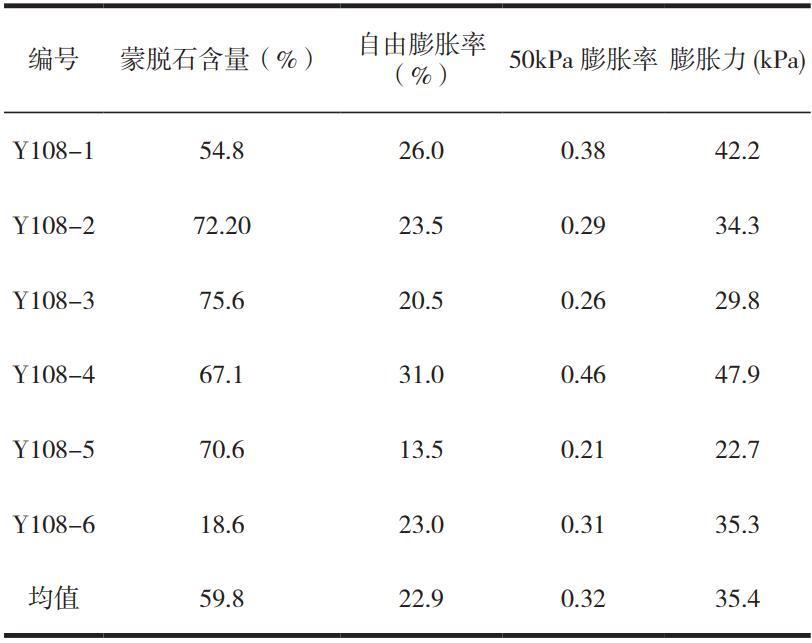 编号 蒙脱石含量（%） 自由膨胀率（%） 50kPa 膨胀率 膨胀力 (kPa)
Y108-1 54.8 26.0 0.38 42.2
Y108-2 72.20 23.5 0.29 34.3
Y108-3 75.6 20.5 0.26 29.8
Y108-4 67.1 31.0 0.46 47.9
Y108-5 70.6 13.5 0.21 22.7
Y108-6 18.6 23.0 0.31 35.3
均值 59.8 22.9 0.32 35.4